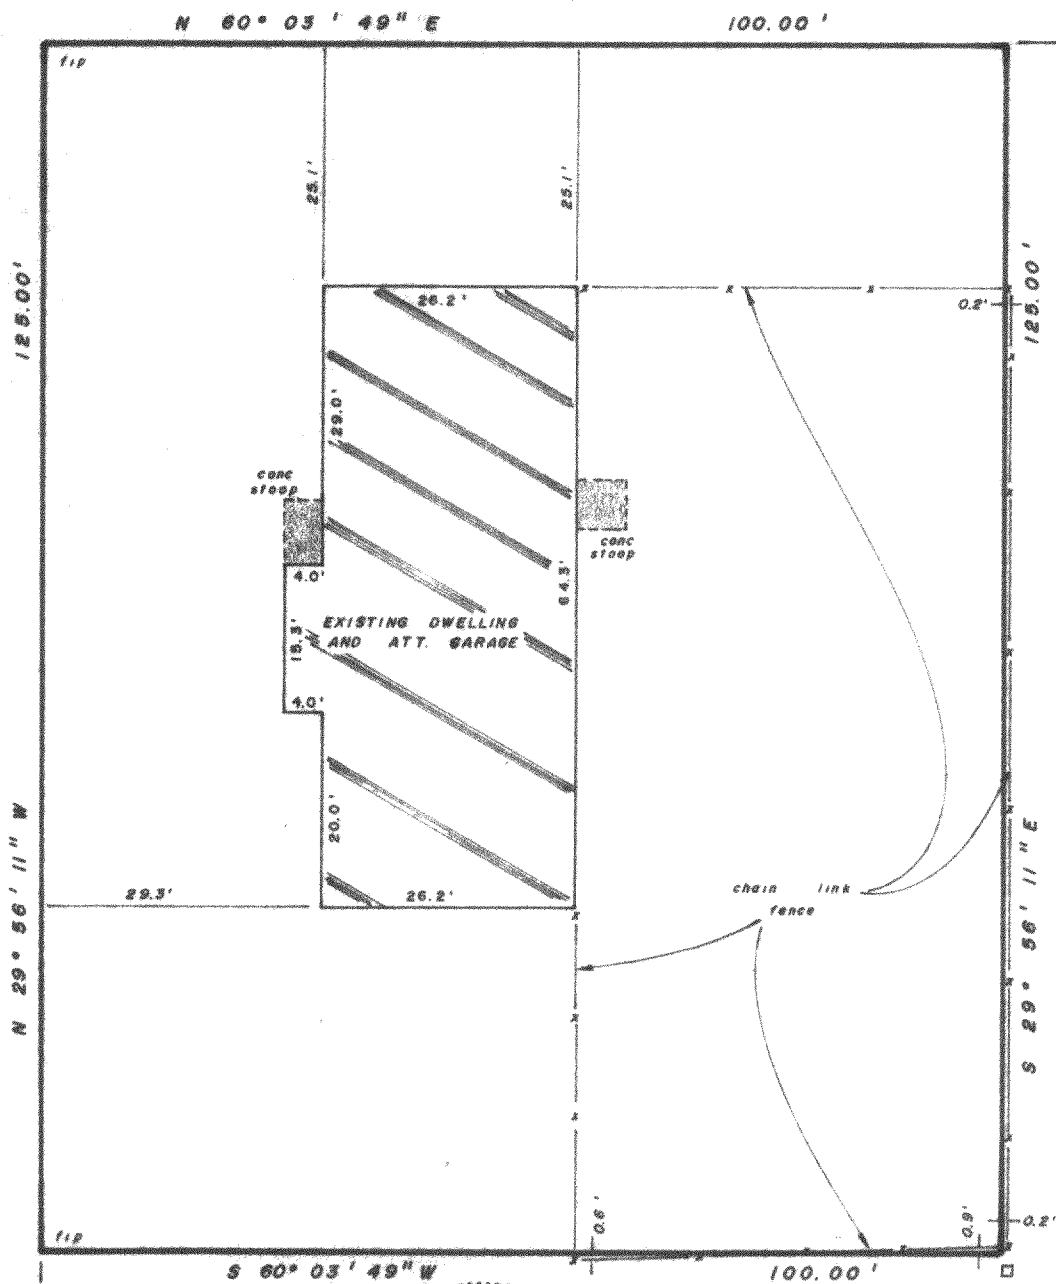 N 60° 03' 49" E
100.00'
fip
25.1'
25.1'
125.00'
125.00'
26.2'
0.2'
29.0'
conc
stoop
conc
stoop
4.0'
64.3'
15.3'
EXISTING DWELLING
AND ATT. GARAGE
4.0'
20.0'
29.3'
26.2'
chain link
fence
N 29° 56' 11" W
S 29° 56' 11" E
fip
0.6'
0.9'
0.2'
S 60° 03' 49" W
100.00'